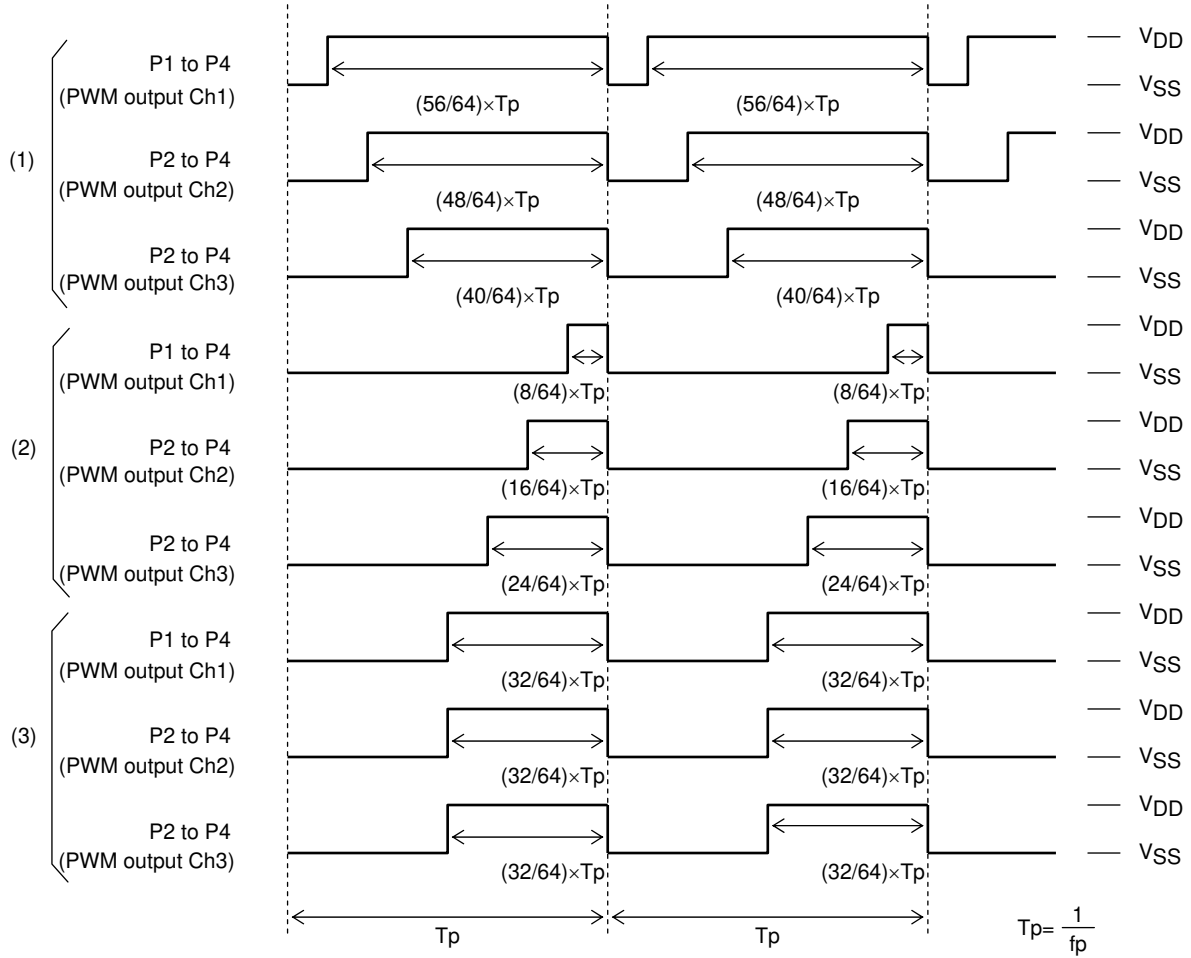 (1)
P1 to P4
(PWM output Ch1)
(56/64)×Tp
(56/64)×Tp
VDD
VSS
P2 to P4
(PWM output Ch2)
(48/64)×Tp
(48/64)×Tp
VDD
VSS
P2 to P4
(PWM output Ch3)
(40/64)×Tp
(40/64)×Tp
VDD
VSS
(2)
P1 to P4
(PWM output Ch1)
(8/64)×Tp
(8/64)×Tp
VDD
VSS
P2 to P4
(PWM output Ch2)
(16/64)×Tp
(16/64)×Tp
VDD
VSS
P2 to P4
(PWM output Ch3)
(24/64)×Tp
(24/64)×Tp
VDD
VSS
(3)
P1 to P4
(PWM output Ch1)
(32/64)×Tp
(32/64)×Tp
VDD
VSS
P2 to P4
(PWM output Ch2)
(32/64)×Tp
(32/64)×Tp
VDD
VSS
P2 to P4
(PWM output Ch3)
(32/64)×Tp
(32/64)×Tp
VDD
VSS
Tp
Tp
Tp= 1
fp